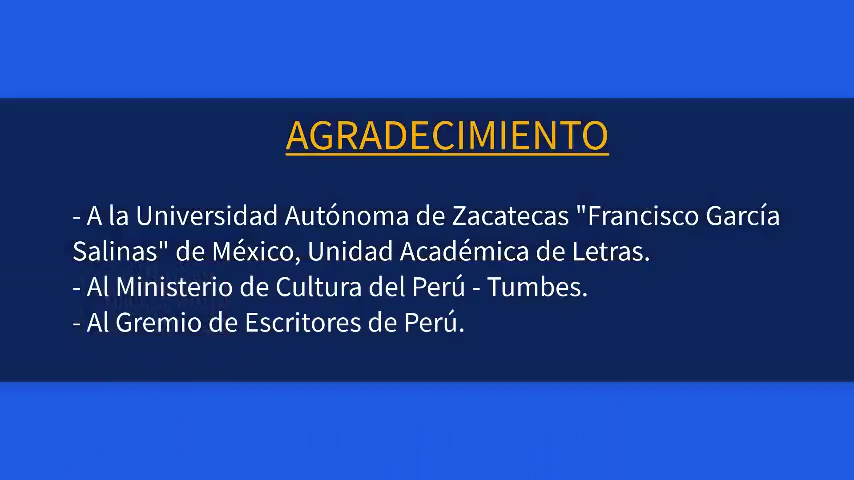 AGRADECIMIENTO
- A la Universidad Autónoma de Zacatecas "Francisco García
Salinas" de México, Unidad Académica de Letras.
- Al Ministerio de Cultura del Perú - Tumbes.
- Al Gremio de Escritores de Perú.